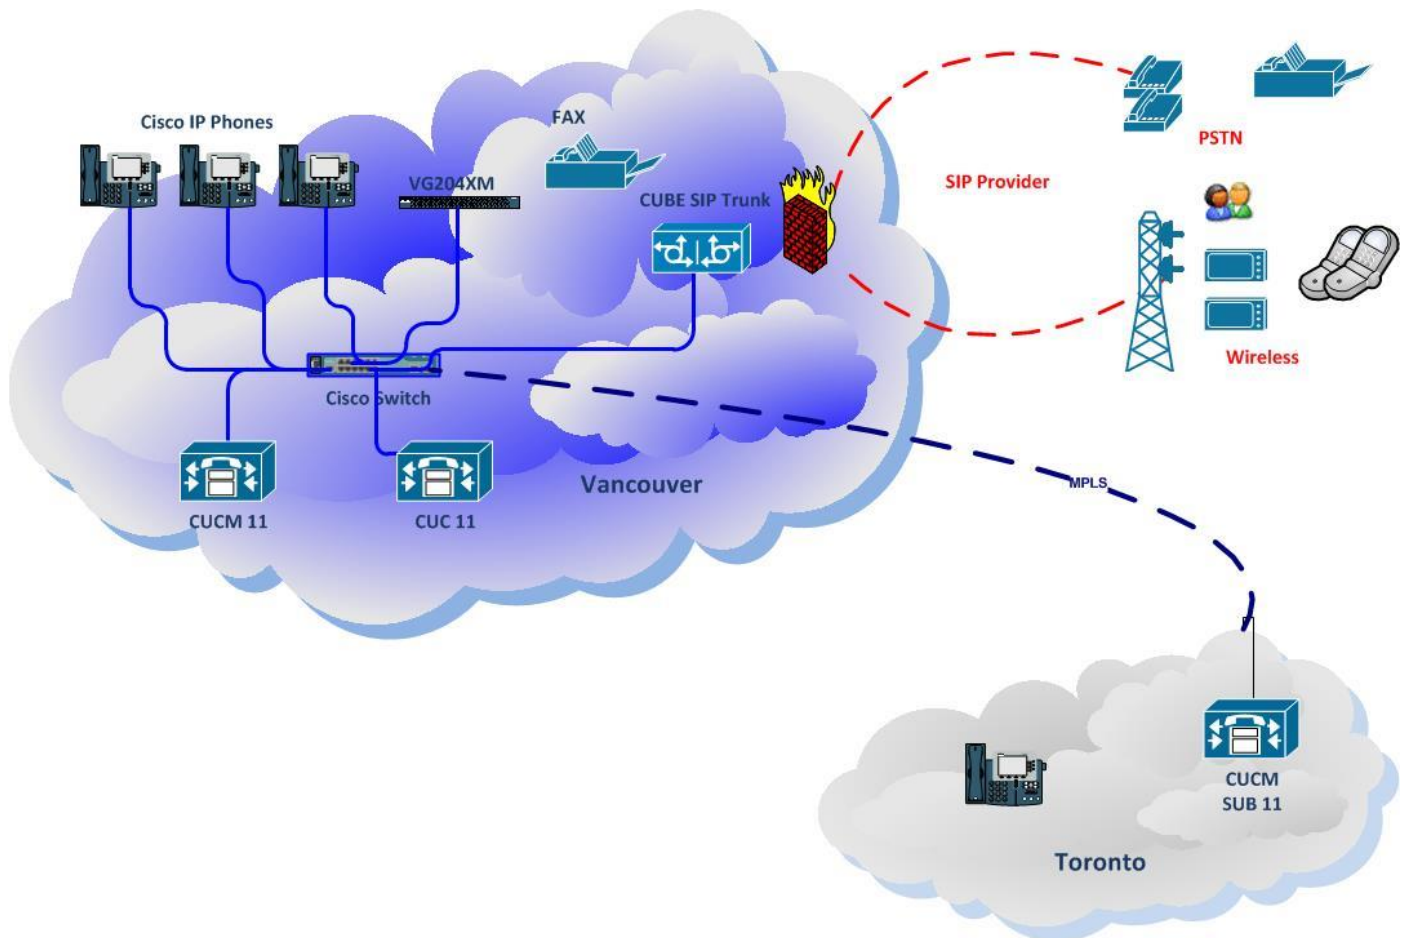 Cisco IP Phones
FAX
PSTN
VG204XM
SIP Provider
CUBE SIP Trunk
Wireless
Cisco Switch
Vancouver
MPLS
CUCM 11
CUC 11
CUCM
SUB 11
Toronto